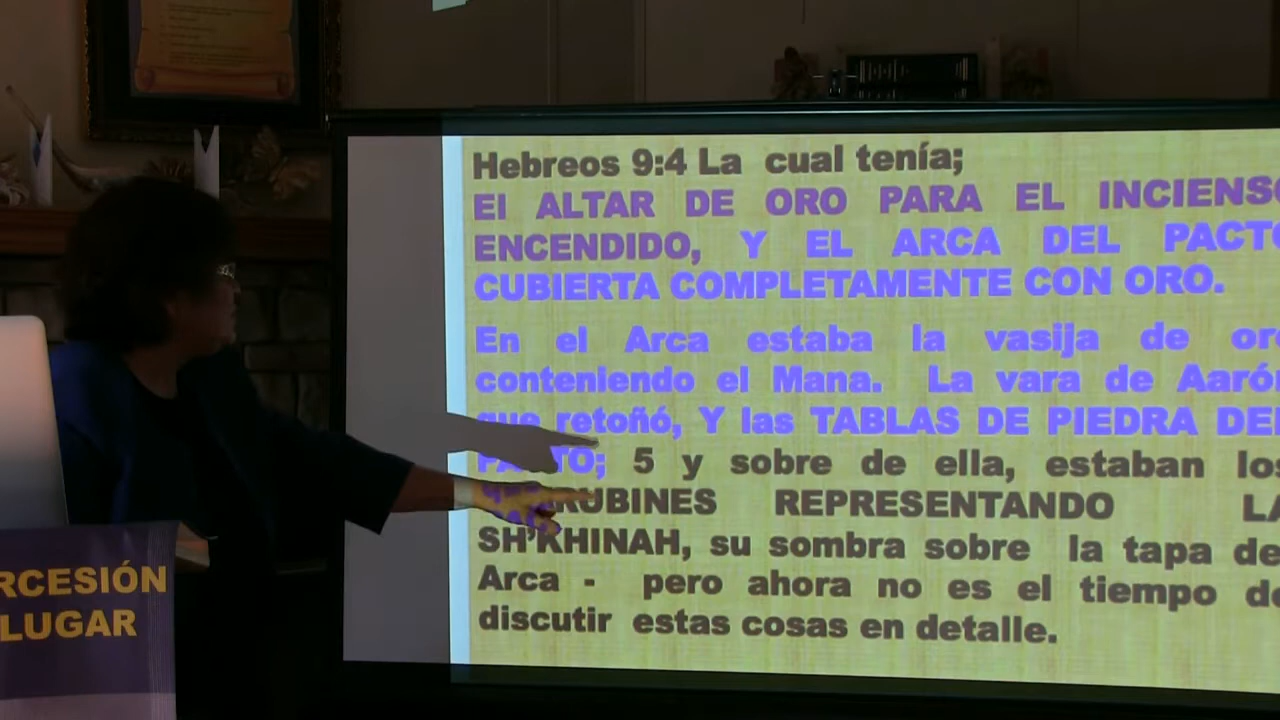 Hebreos 9:4 La cual tenía;
El ALTAR DE ORO PARA EL INCIENSO
ENCENDIDO, Y EL ARCA DEL PACTO
CUBIERTA COMPLETAMENTE CON ORO.
En el Arca estaba la vasija de oro
conteniendo el Mana. La vara de Aarón
que retoñó, Y las TABLAS DE PIEDRA DEL
PACTO; 5 y sobre de ella, estaban los
RUBINES REPRESENTANDO LA
SH'KHINAH, su sombra sobre la tapa de
Arca - pero ahora no es el tiempo de
discutir estas cosas en detalle.
RCESIÓN
LUGAR